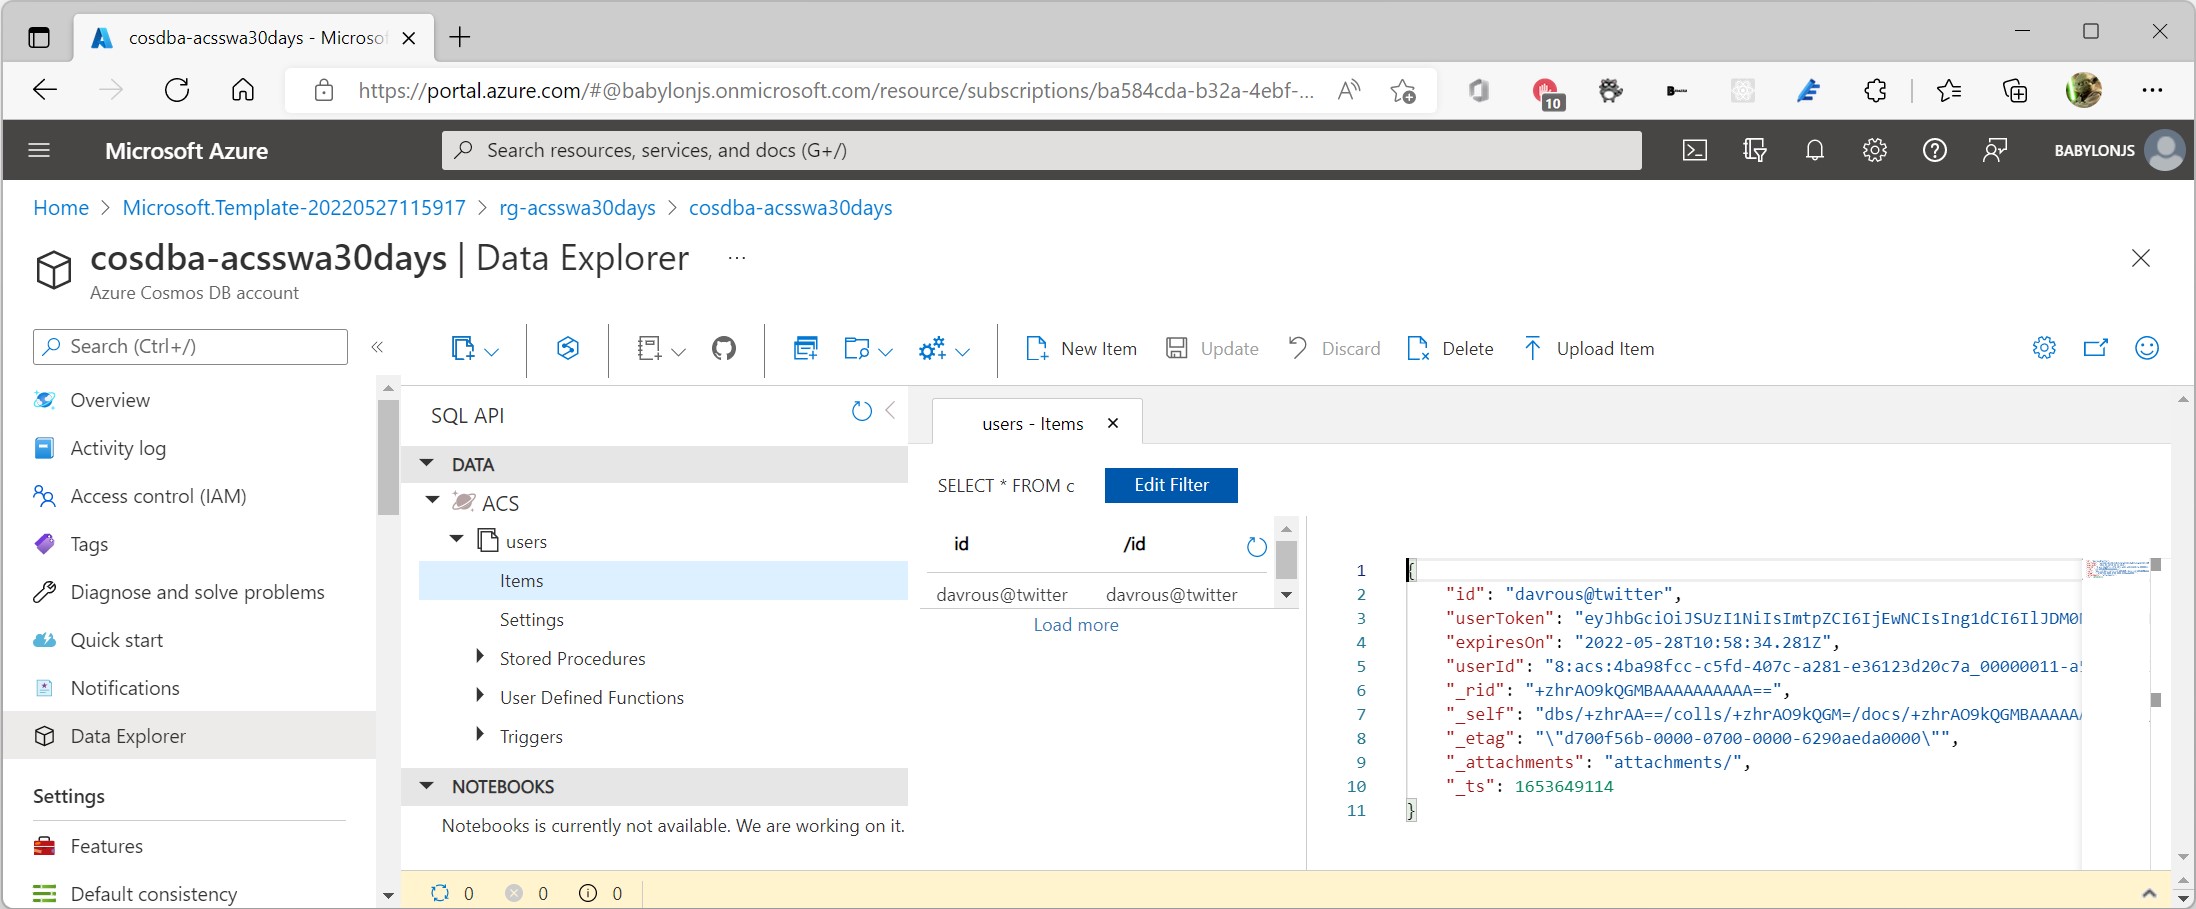 cosdba-acsswa30days - Microsof
https://portal.azure.com/#@babylonjs.onmicrosoft.com/resource/subscriptions/ba584cda-b32a-4ebf-...
10
Microsoft Azure
Search resources, services, and docs (G+/)
BABYLONJS
Home > Microsoft.Template-20220527115917 > rg-acsswa30days > cosdba-acsswa30days
cosdba-acsswa30days | Data Explorer ...
Azure Cosmos DB account
Search (Ctrl+/)
New Item
Update
Discard
Delete
Upload Item
Overview
Activity log
Access control (IAM)
Tags
Diagnose and solve problems
Quick start
Notifications
Data Explorer
Settings
Features
Default consistency
SQL API
DATA
ACS
users
Items
Settings
Stored Procedures
User Defined Functions
Triggers
NOTEBOOKS
Notebooks is currently not available. We are working on it.
users - Items
SELECT * FROM c
Edit Filter
id /id
davrous@twitter davrous@twitter
Load more
1 {
2 "id": "davrous@twitter",
3 "userToken": "eyJhbGciOiJSUzI1NiIsImtpZCI6IjEwNCIsIng1dCI6IlJDM0
4 "expiresOn": "2022-05-28T10:58:34.281Z",
5 "userId": "8:acs:4ba98fcc-c5fd-407c-a281-e36123d20c7a_00000011-a
6 "_rid": "+zhrAO9kQGMBAAAAAAAAAA==",
7 "_self": "dbs/+zhrAA==/colls/+zhrAO9kQGM=/docs/+zhrAO9kQGMBAAAAA
8 "_etag": "\"d700f56b-0000-0700-0000-6290aeda0000\"",
9 "_attachments": "attachments/",
10 "_ts": 1653649114
11 }
0 0 0